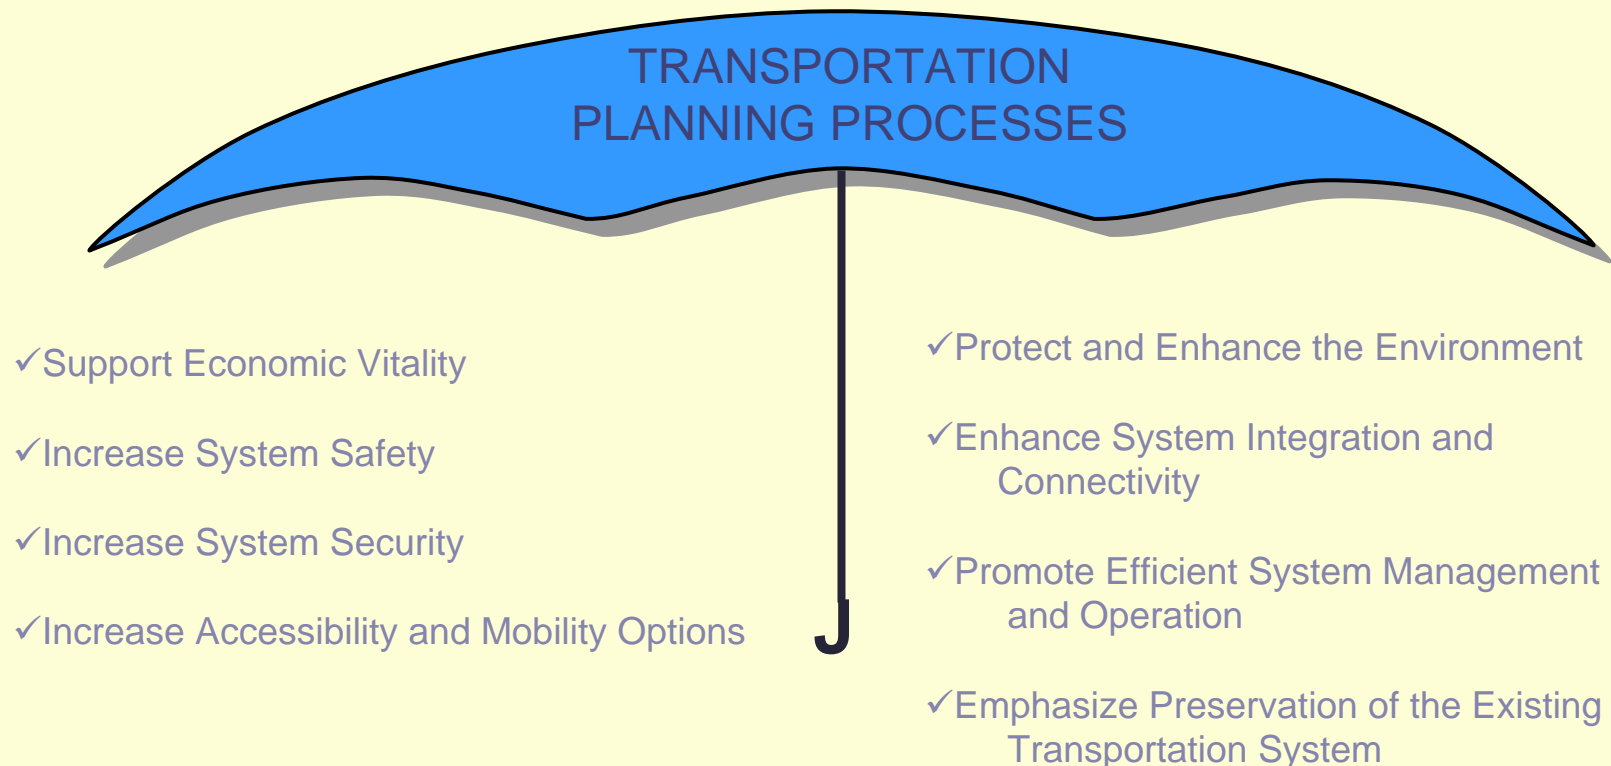 TRANSPORTATION
PLANNING PROCESSES
✓Support Economic Vitality
✓Increase System Safety
✓Increase System Security
✓Increase Accessibility and Mobility Options
✓Protect and Enhance the Environment
✓Enhance System Integration and
Connectivity
✓Promote Efficient System Management
and Operation
✓Emphasize Preservation of the Existing
Transportation System